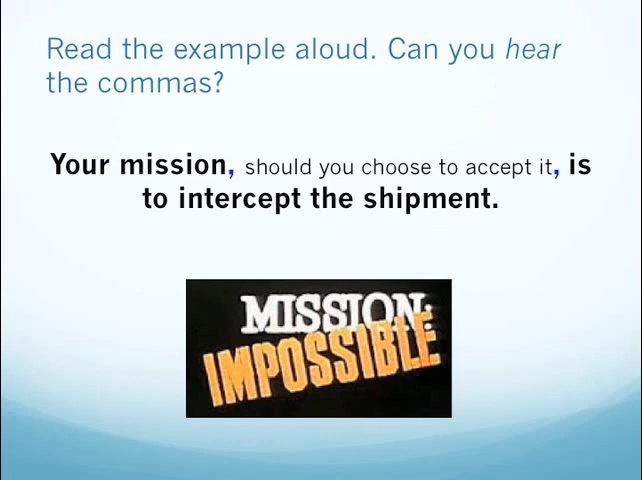 Read the example aloud. Can you hear
the commas?
Your mission, should you choose to accept it, is
to intercept the shipment.
MISSION:
IMPOSSIBLE